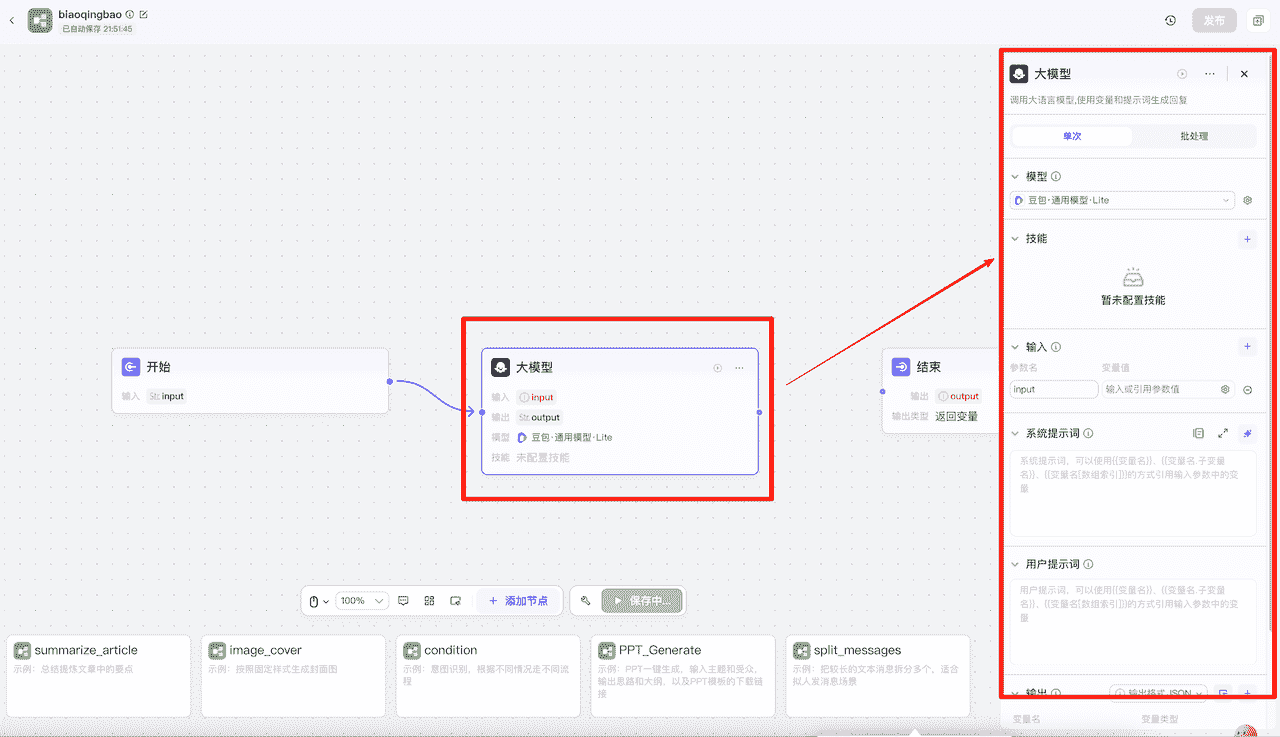 biaoqingbao
已自动保存 21:51:45
发布
开始
输入 Str. input
大模型
输入 input
输出 Str. output
模型 豆包·通用模型·Lite
技能 未配置技能
结束
输出 output
输出类型 返回变量
100%
添加节点
保存中...
summarize_article
示例：总结提炼文章中的要点
image_cover
示例：按照固定样式生成封面图
condition
示例：意图识别，根据不同情况走不同流
程
PPT_Generate
示例：PPT一键生成，输入主题和受众，
输出思路和大纲，以及PPT模板的下载链
接
split_messages
示例：把较长的文本消息拆分多个，适合
拟人发消息场景
大模型
调用大语言模型,使用变量和提示词生成回复
单次 批处理
模型
豆包·通用模型·Lite
技能
暂未配置技能
输入
参数名 变量值
input 输入或引用参数值
系统提示词
系统提示词，可以使用{{变量名}}、{{变量名.子变量
名}}、{{变量名[数组索引]}}的方式引用输入参数中的变
量
用户提示词
用户提示词，可以使用{{变量名}}、{{变量名.子变量
名}}、{{变量名[数组索引]}}的方式引用输入参数中的变
量
输出 输出格式 JSON
变量名 变量类型